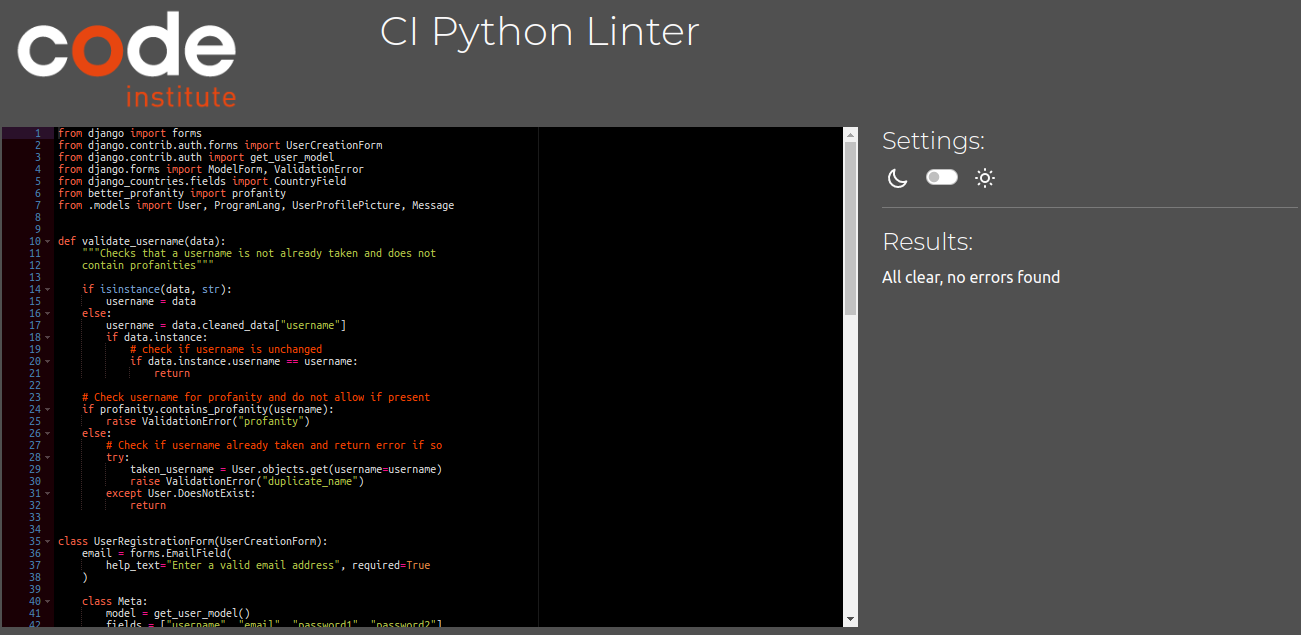 code
institute
CI Python Linter
1 from django import forms
2 from django.contrib.auth.forms import UserCreationForm
3 from django.contrib.auth import get_user_model
4 from django.forms import ModelForm, ValidationError
5 from django_countries.fields import CountryField
6 from better_profanity import profanity
7 from .models import User, ProgramLang, UserProfilePicture, Message
8
9
10 def validate_username(data):
11     """Checks that a username is not already taken and does not
12     contain profanities"""
13
14     if isinstance(data, str):
15         username = data
16     else:
17         username = data.cleaned_data["username"]
18         if data.instance:
19             # check if username is unchanged
20             if data.instance.username == username:
21                 return
22
23     # Check username for profanity and do not allow if present
24     if profanity.contains_profanity(username):
25         raise ValidationError("profanity")
26     else:
27         # Check if username already taken and return error if so
28         try:
29             taken_username = User.objects.get(username=username)
30             raise ValidationError("duplicate_name")
31         except User.DoesNotExist:
32             return
33
34
35 class UserRegistrationForm(UserCreationForm):
36     email = forms.EmailField(
37         help_text="Enter a valid email address", required=True
38     )
39
40     class Meta:
41         model = get_user_model()
42         fields = ["username", "email", "password1", "password2"]
Settings:
Results:
All clear, no errors found